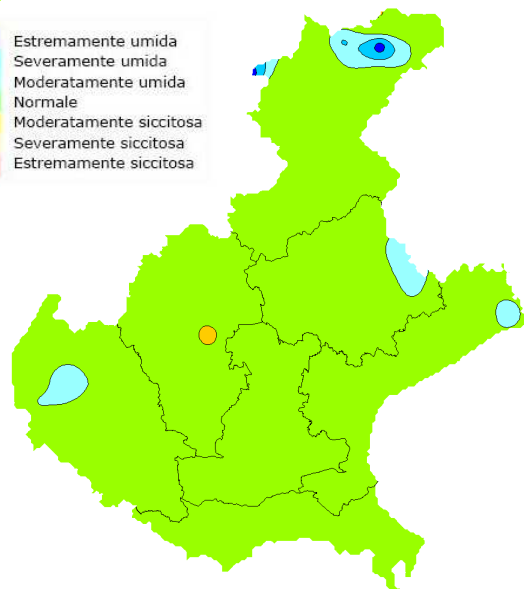 Estremamente umida
Severamente umida
Moderatamente umida
Normale
Moderatamente siccitosa
Severamente siccitosa
Estremamente siccitosa